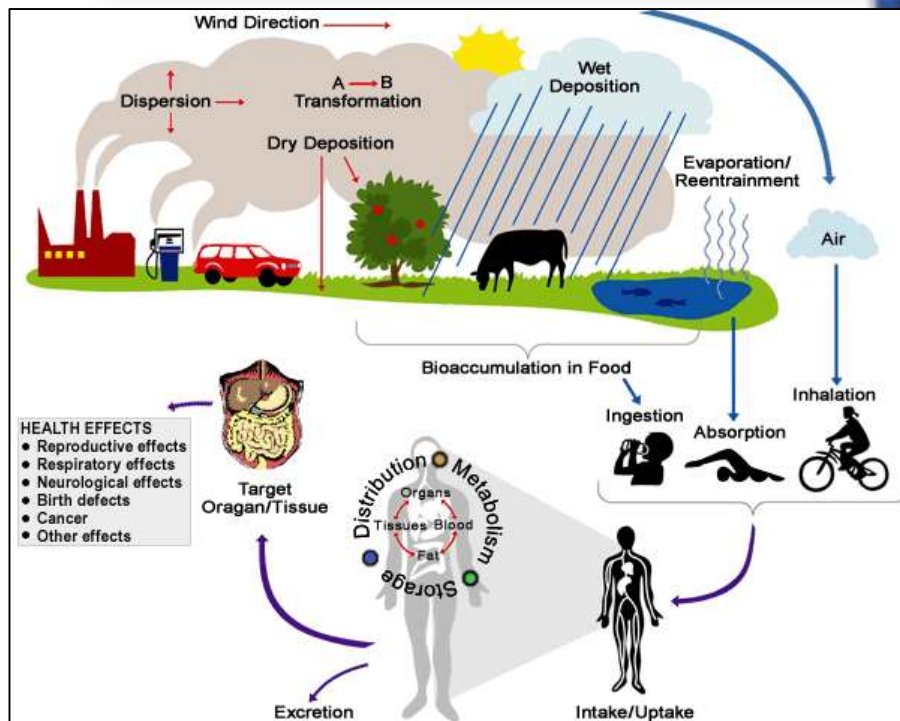 Wind Direction
Dispersion
A B
Transformation
Dry Deposition
Wet
Deposition
Evaporation/
Reentrainment
Air
Bioaccumulation in Food
Ingestion
Absorption
Inhalation
HEALTH EFFECTS
● Reproductive effects
● Respiratory effects
● Neurological effects
● Birth defects
● Cancer
● Other effects
Target
Oragan/Tissue
Distribution
Metabolism
Storage
Organs
Tissues Blood
Fat
Excretion
Intake/Uptake